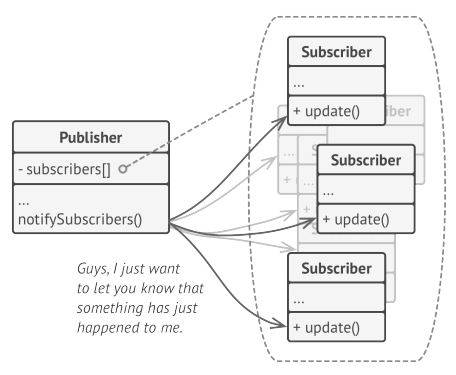 Publisher
- subscribers[]
...
notifySubscribers()
Guys, I just want
to let you know that
something has just
happened to me.
Subscriber
...
+ update()
Subscriber
...
+ update()
Subscriber
...
+ update()